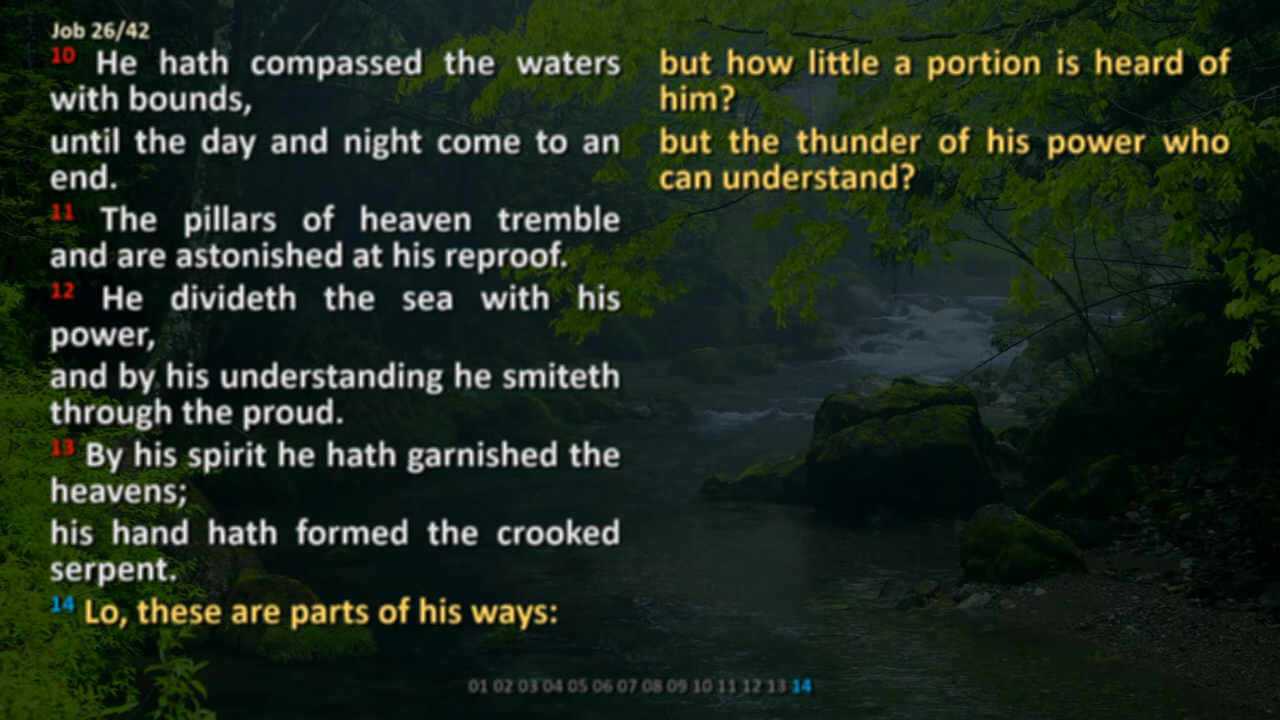 Job 26/42
10 He hath compassed the waters
with bounds,
until the day and night come to an
end.
11 The pillars of heaven tremble
and are astonished at his reproof.
12 He divideth the sea with his
power,
and by his understanding he smiteth
through the proud.
13 By his spirit he hath garnished the
heavens;
his hand hath formed the crooked
serpent.
14 Lo, these are parts of his ways:
but how little a portion is heard of
him?
but the thunder of his power who
can understand?
01 02 03 04 05 06 07 08 09 10 11 12 13 14